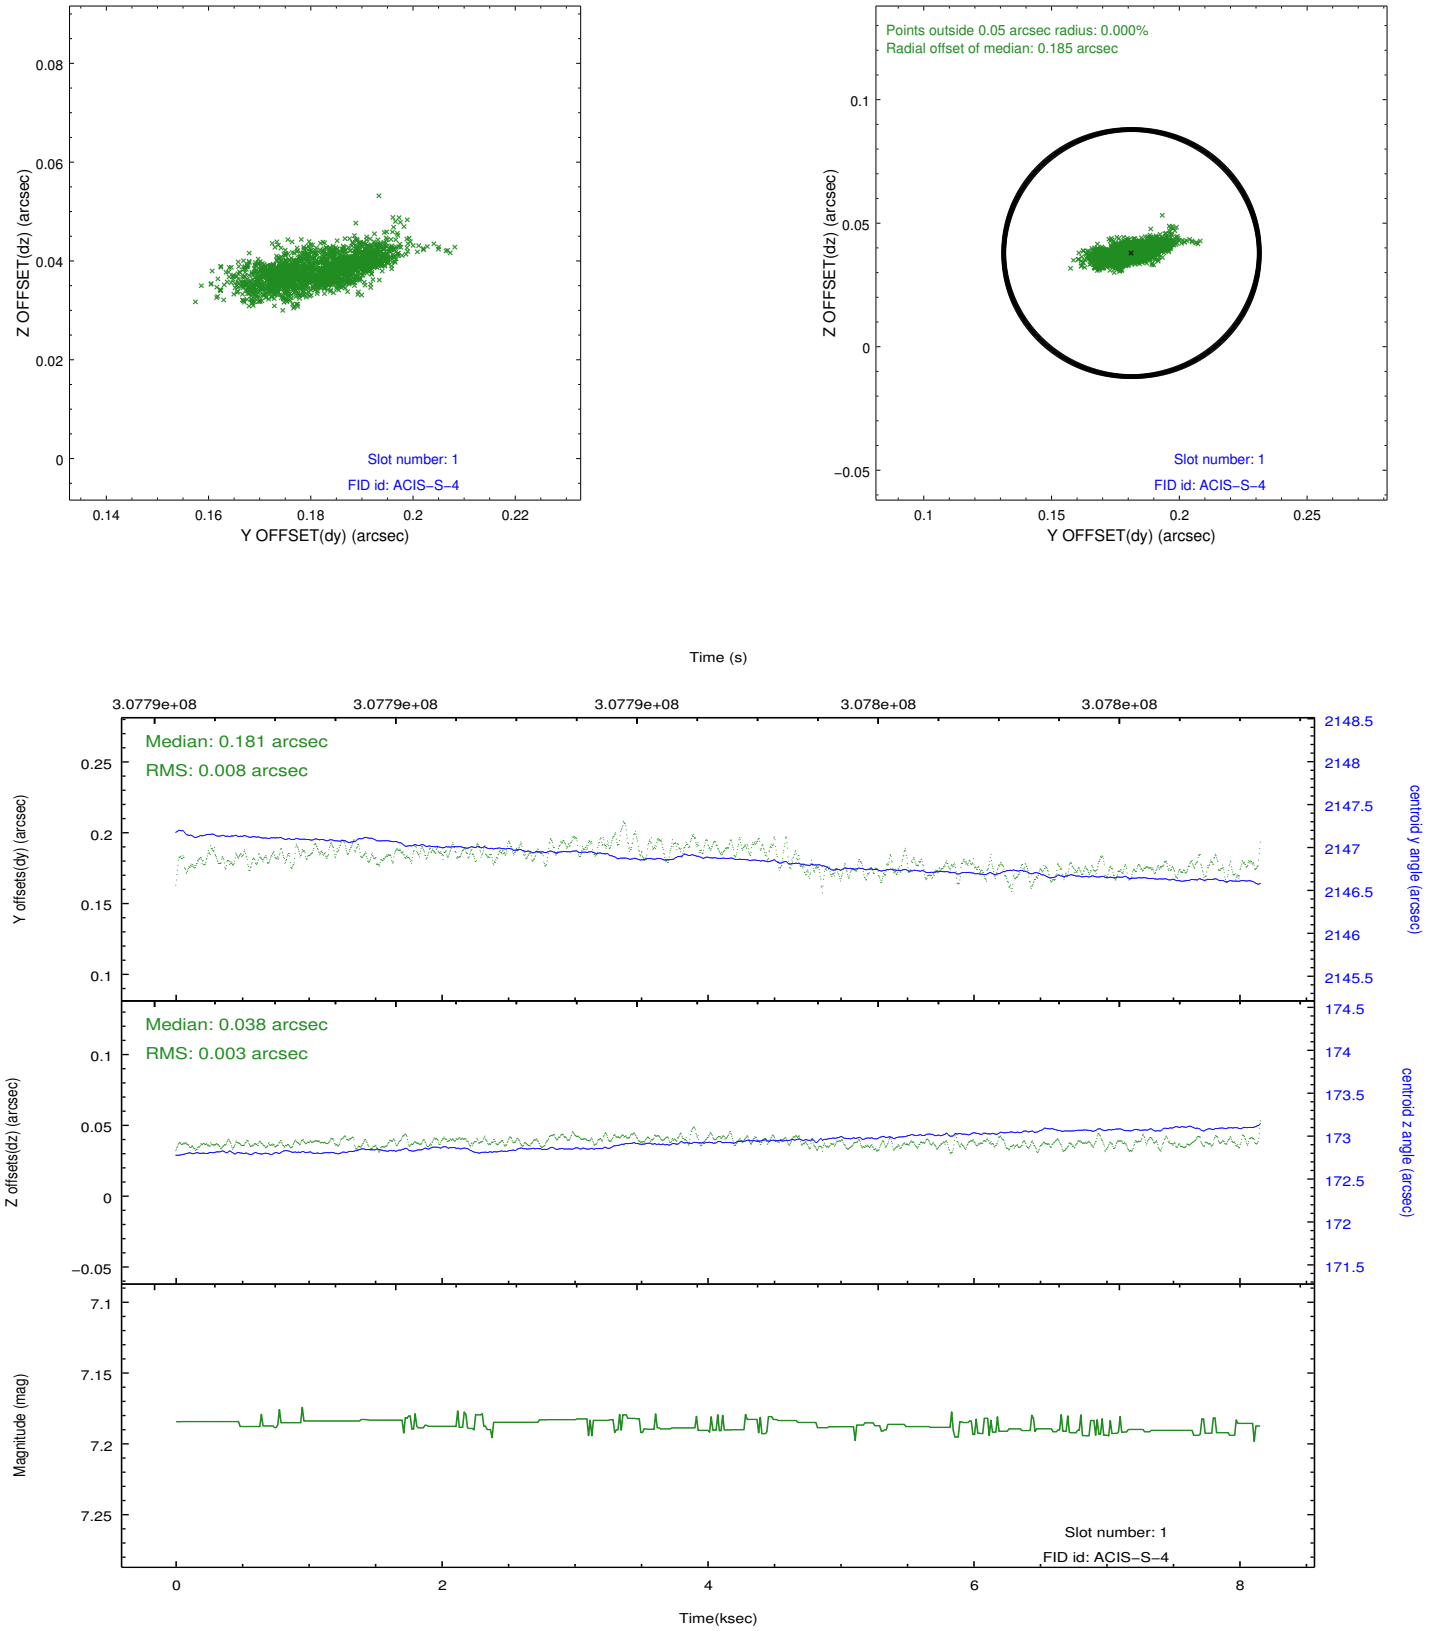 0.08
0.06
0.04
0.02
0
Z OFFSET(dz) (arcsec)
Slot number: 1
FID id: ACIS−S−4
0.14
0.16
0.18
0.2
0.22
Y OFFSET(dy) (arcsec)
Points outside 0.05 arcsec radius: 0.000%
Radial offset of median: 0.185 arcsec
0.1
0.05
0
−0.05
Z OFFSET(dz) (arcsec)
Slot number: 1
FID id: ACIS−S−4
0.1
0.15
0.2
0.25
Y OFFSET(dy) (arcsec)
Time (s)
3.0779e+08
3.0779e+08
3.0779e+08
3.078e+08
3.078e+08
Median: 0.181 arcsec
RMS: 0.008 arcsec
0.25
0.2
0.15
0.1
Y offsets(dy) (arcsec)
2148.5
2148
2147.5
2147
2146.5
2146
2145.5
centroid y angle (arcsec)
Median: 0.038 arcsec
RMS: 0.003 arcsec
0.1
0.05
0
−0.05
Z offsets(dz) (arcsec)
174.5
174
173.5
173
172.5
172
171.5
centroid z angle (arcsec)
7.1
7.15
7.2
7.25
Magnitude (mag)
Slot number: 1
FID id: ACIS−S−4
0
2
4
6
8
Time(ksec)